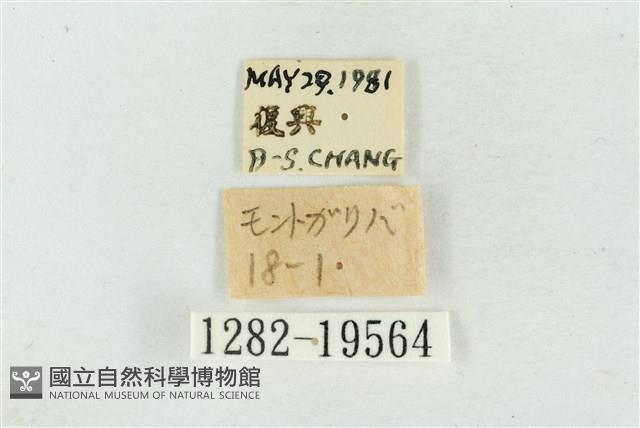 MAY 29.1981
復興
B-S.CHANG
モントガリバ
18-1
1282-19564
國立自然科學博物館
NATIONAL MUSEUM OF NATURAL SCIENCE